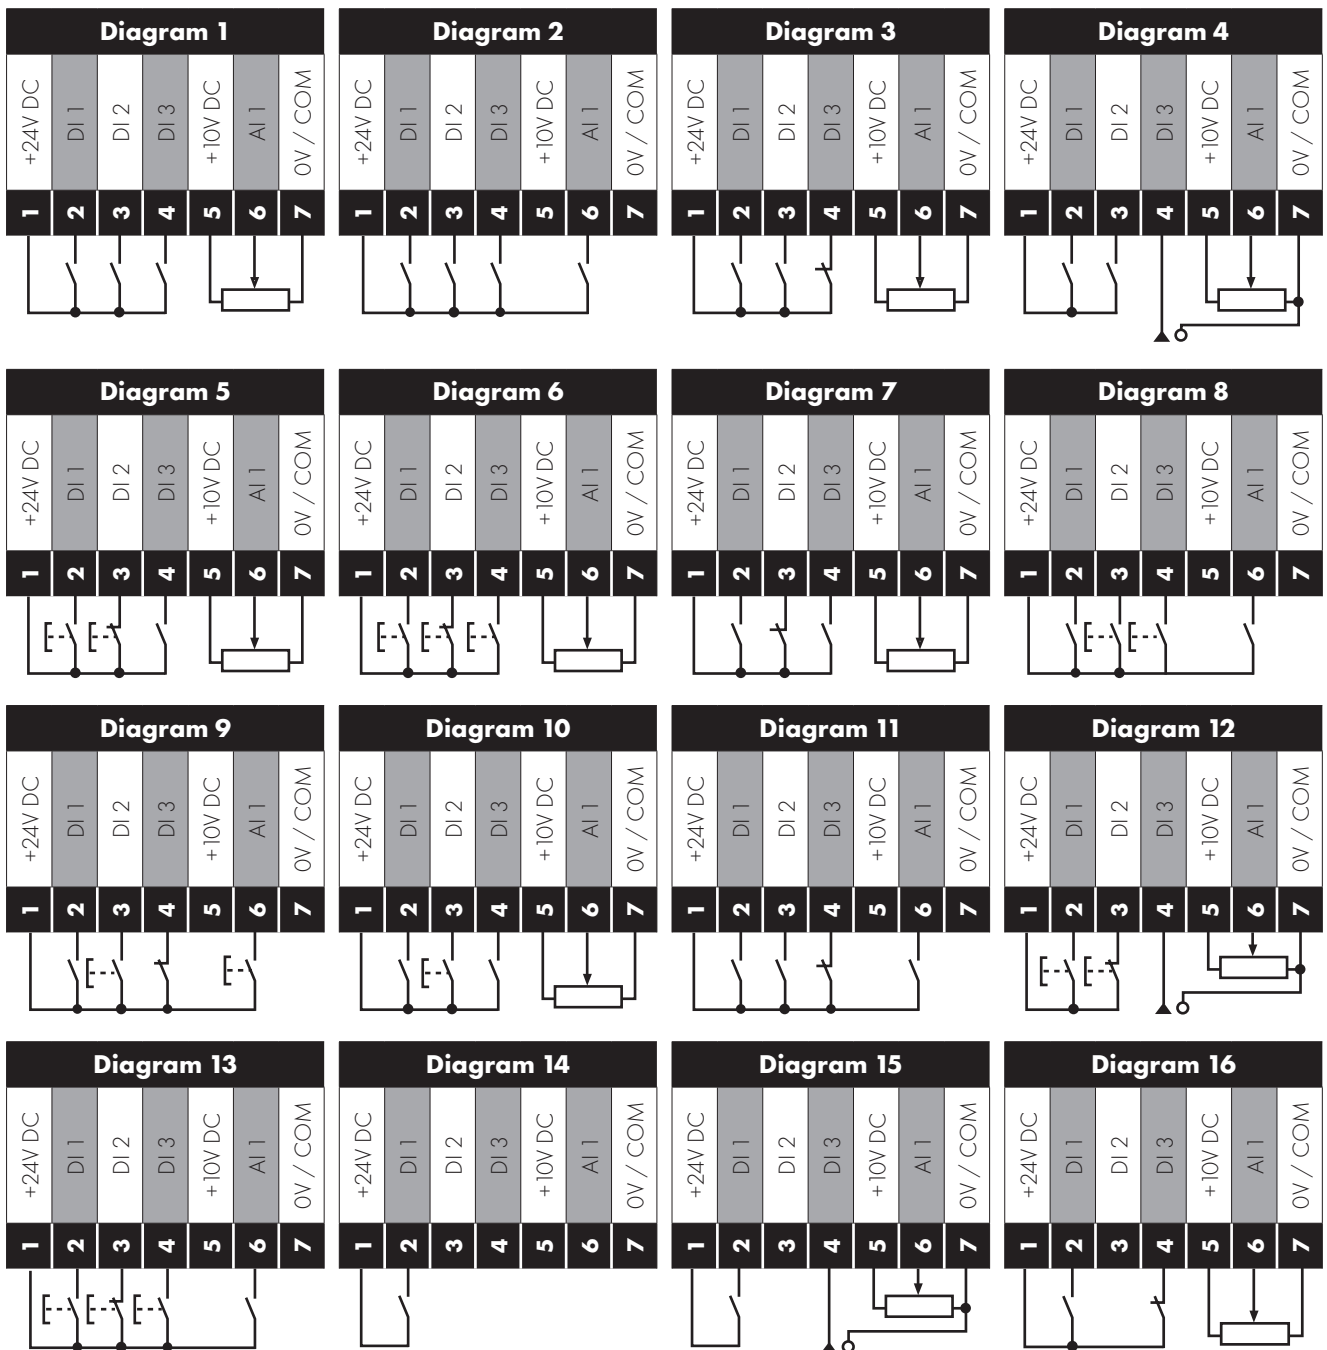 Diagram 1
+24V DC
DI 1
DI 2
DI 3
+10V DC
AI 1
0V / COM
1
2
3
4
5
6
7
Diagram 2
+24V DC
DI 1
DI 2
DI 3
+10V DC
AI 1
0V / COM
1
2
3
4
5
6
7
Diagram 3
+24V DC
DI 1
DI 2
DI 3
+10V DC
AI 1
0V / COM
1
2
3
4
5
6
7
Diagram 4
+24V DC
DI 1
DI 2
DI 3
+10V DC
AI 1
0V / COM
1
2
3
4
5
6
7
Diagram 5
+24V DC
DI 1
DI 2
DI 3
+10V DC
AI 1
0V / COM
1
2
3
4
5
6
7
Diagram 6
+24V DC
DI 1
DI 2
DI 3
+10V DC
AI 1
0V / COM
1
2
3
4
5
6
7
Diagram 7
+24V DC
DI 1
DI 2
DI 3
+10V DC
AI 1
0V / COM
1
2
3
4
5
6
7
Diagram 8
+24V DC
DI 1
DI 2
DI 3
+10V DC
AI 1
0V / COM
1
2
3
4
5
6
7
Diagram 9
+24V DC
DI 1
DI 2
DI 3
+10V DC
AI 1
0V / COM
1
2
3
4
5
6
7
Diagram 10
+24V DC
DI 1
DI 2
DI 3
+10V DC
AI 1
0V / COM
1
2
3
4
5
6
7
Diagram 11
+24V DC
DI 1
DI 2
DI 3
+10V DC
AI 1
0V / COM
1
2
3
4
5
6
7
Diagram 12
+24V DC
DI 1
DI 2
DI 3
+10V DC
AI 1
0V / COM
1
2
3
4
5
6
7
Diagram 13
+24V DC
DI 1
DI 2
DI 3
+10V DC
AI 1
0V / COM
1
2
3
4
5
6
7
Diagram 14
+24V DC
DI 1
DI 2
DI 3
+10V DC
AI 1
0V / COM
1
2
3
4
5
6
7
Diagram 15
+24V DC
DI 1
DI 2
DI 3
+10V DC
AI 1
0V / COM
1
2
3
4
5
6
7
Diagram 16
+24V DC
DI 1
DI 2
DI 3
+10V DC
AI 1
0V / COM
1
2
3
4
5
6
7